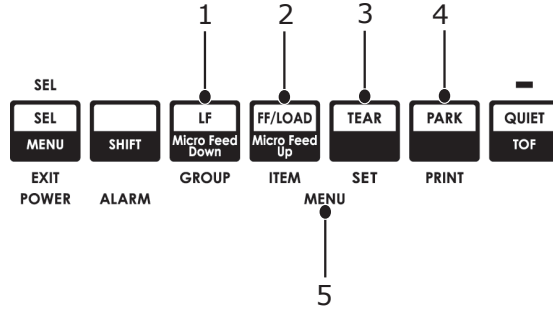 1 2 3 4
SEL
SEL LF FF/LOAD TEAR PARK QUIET
MENU SHIFT Micro Feed Down Micro Feed Up TOF
EXIT GROUP ITEM SET PRINT
POWER ALARM MENU
5